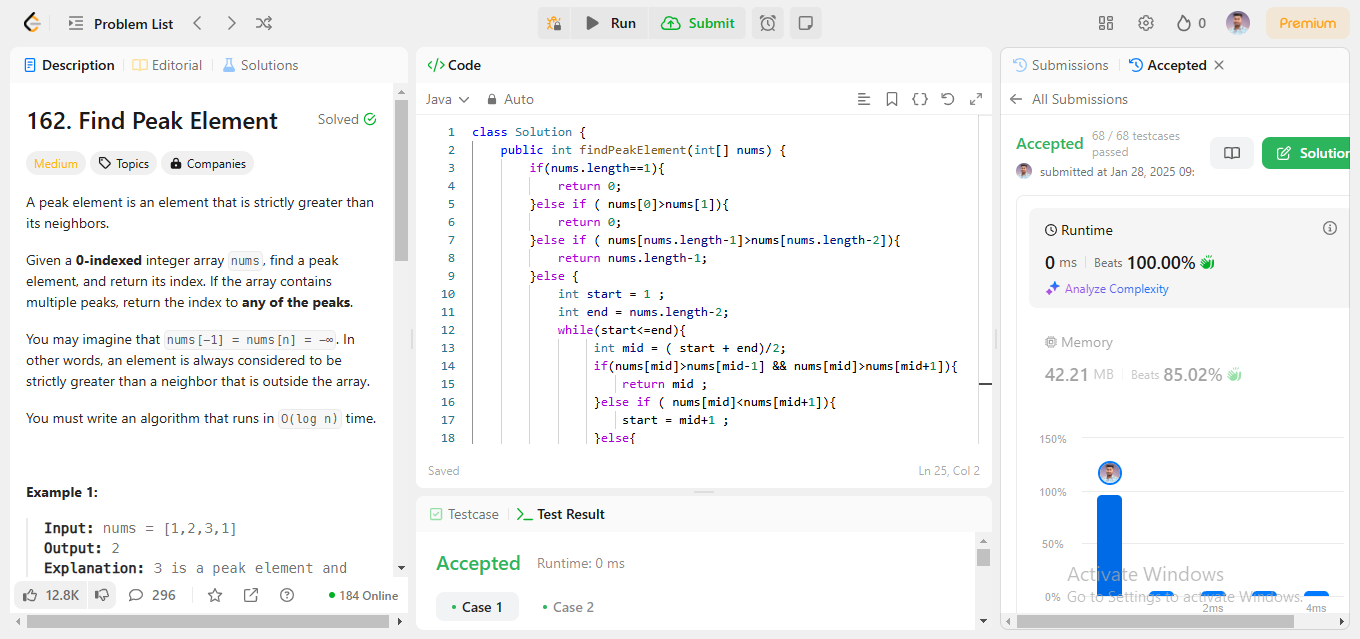 Problem List
Run
Submit
0
Premium
Description
Editorial
Solutions
162. Find Peak Element
Solved
Medium
Topics
Companies
A peak element is an element that is strictly greater than
its neighbors.
Given a 0-indexed integer array nums, find a peak
element, and return its index. If the array contains
multiple peaks, return the index to any of the peaks.
You may imagine that nums[-1] = nums[n] = -∞. In
other words, an element is always considered to be
strictly greater than a neighbor that is outside the array.
You must write an algorithm that runs in O(log n) time.
Example 1:
Input: nums = [1,2,3,1]
Output: 2
Explanation: 3 is a peak element and
12.8K
296
184 Online
</> Code
Java
Auto
1 class Solution {
2 public int findPeakElement(int[] nums) {
3 if(nums.length==1){
4 return 0;
5 }else if ( nums[0]>nums[1]){
6 return 0;
7 }else if ( nums[nums.length-1]>nums[nums.length-2]){
8 return nums.length-1;
9 }else {
10 int start = 1 ;
11 int end = nums.length-2;
12 while(start<=end){
13 int mid = ( start + end)/2;
14 if(nums[mid]>nums[mid-1] && nums[mid]>nums[mid+1]){
15 return mid ;
16 }else if ( nums[mid]<nums[mid+1]){
17 start = mid+1 ;
18 }else{
Saved
Ln 25, Col 2
Testcase
Test Result
Accepted
Runtime: 0 ms
• Case 1
• Case 2
Submissions
Accepted
All Submissions
Accepted
68 / 68 testcases
passed
submitted at Jan 28, 2025 09:
Solution
Runtime
0 ms
Beats 100.00%
Analyze Complexity
Memory
42.21 MB
Beats 85.02%
150%
100%
50%
0%
2ms
4ms
Activate Windows
Go to Settings to activate Windows.